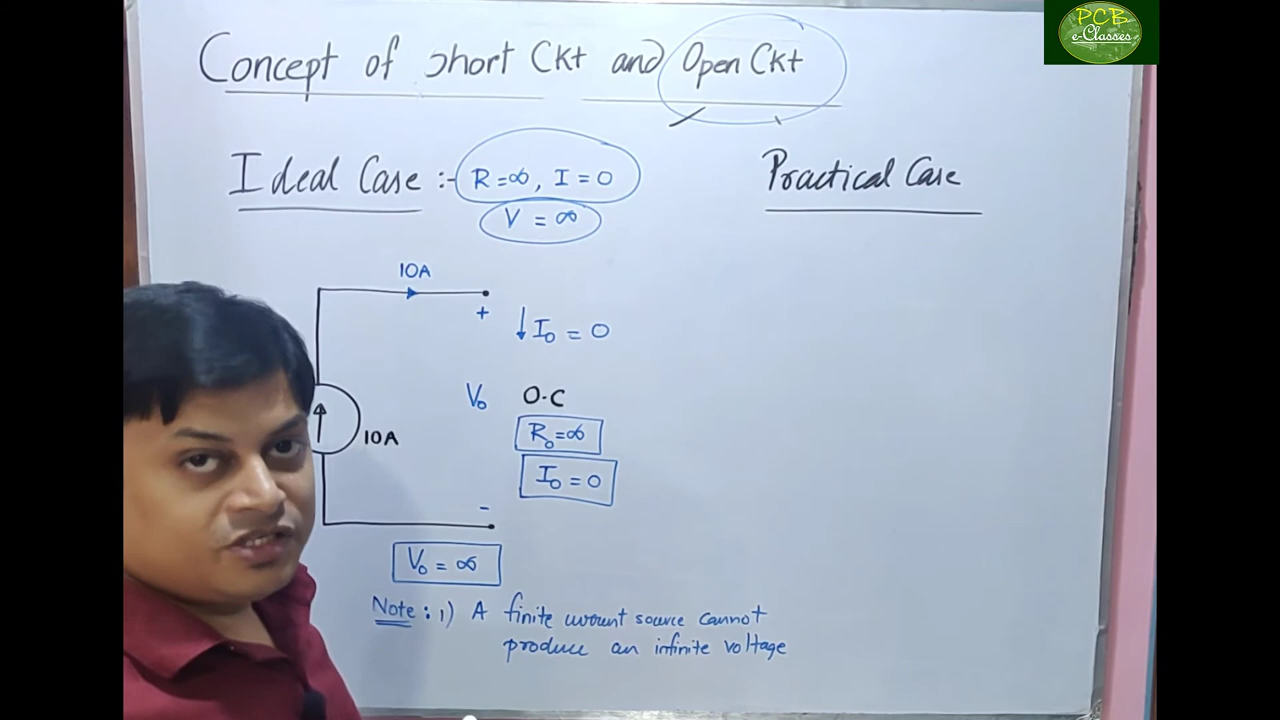 PCB
e-Classes
Concept of short Ckt and Open Ckt
Ideal Case :- R=∞, I=0
V = ∞
Practical Case
10A
+
↓I₀ = 0
V₀ O.C
R₀=∞
10A
I₀ = 0
-
V₀ = ∞
Note : 1) A finite current source cannot
produce an infinite voltage